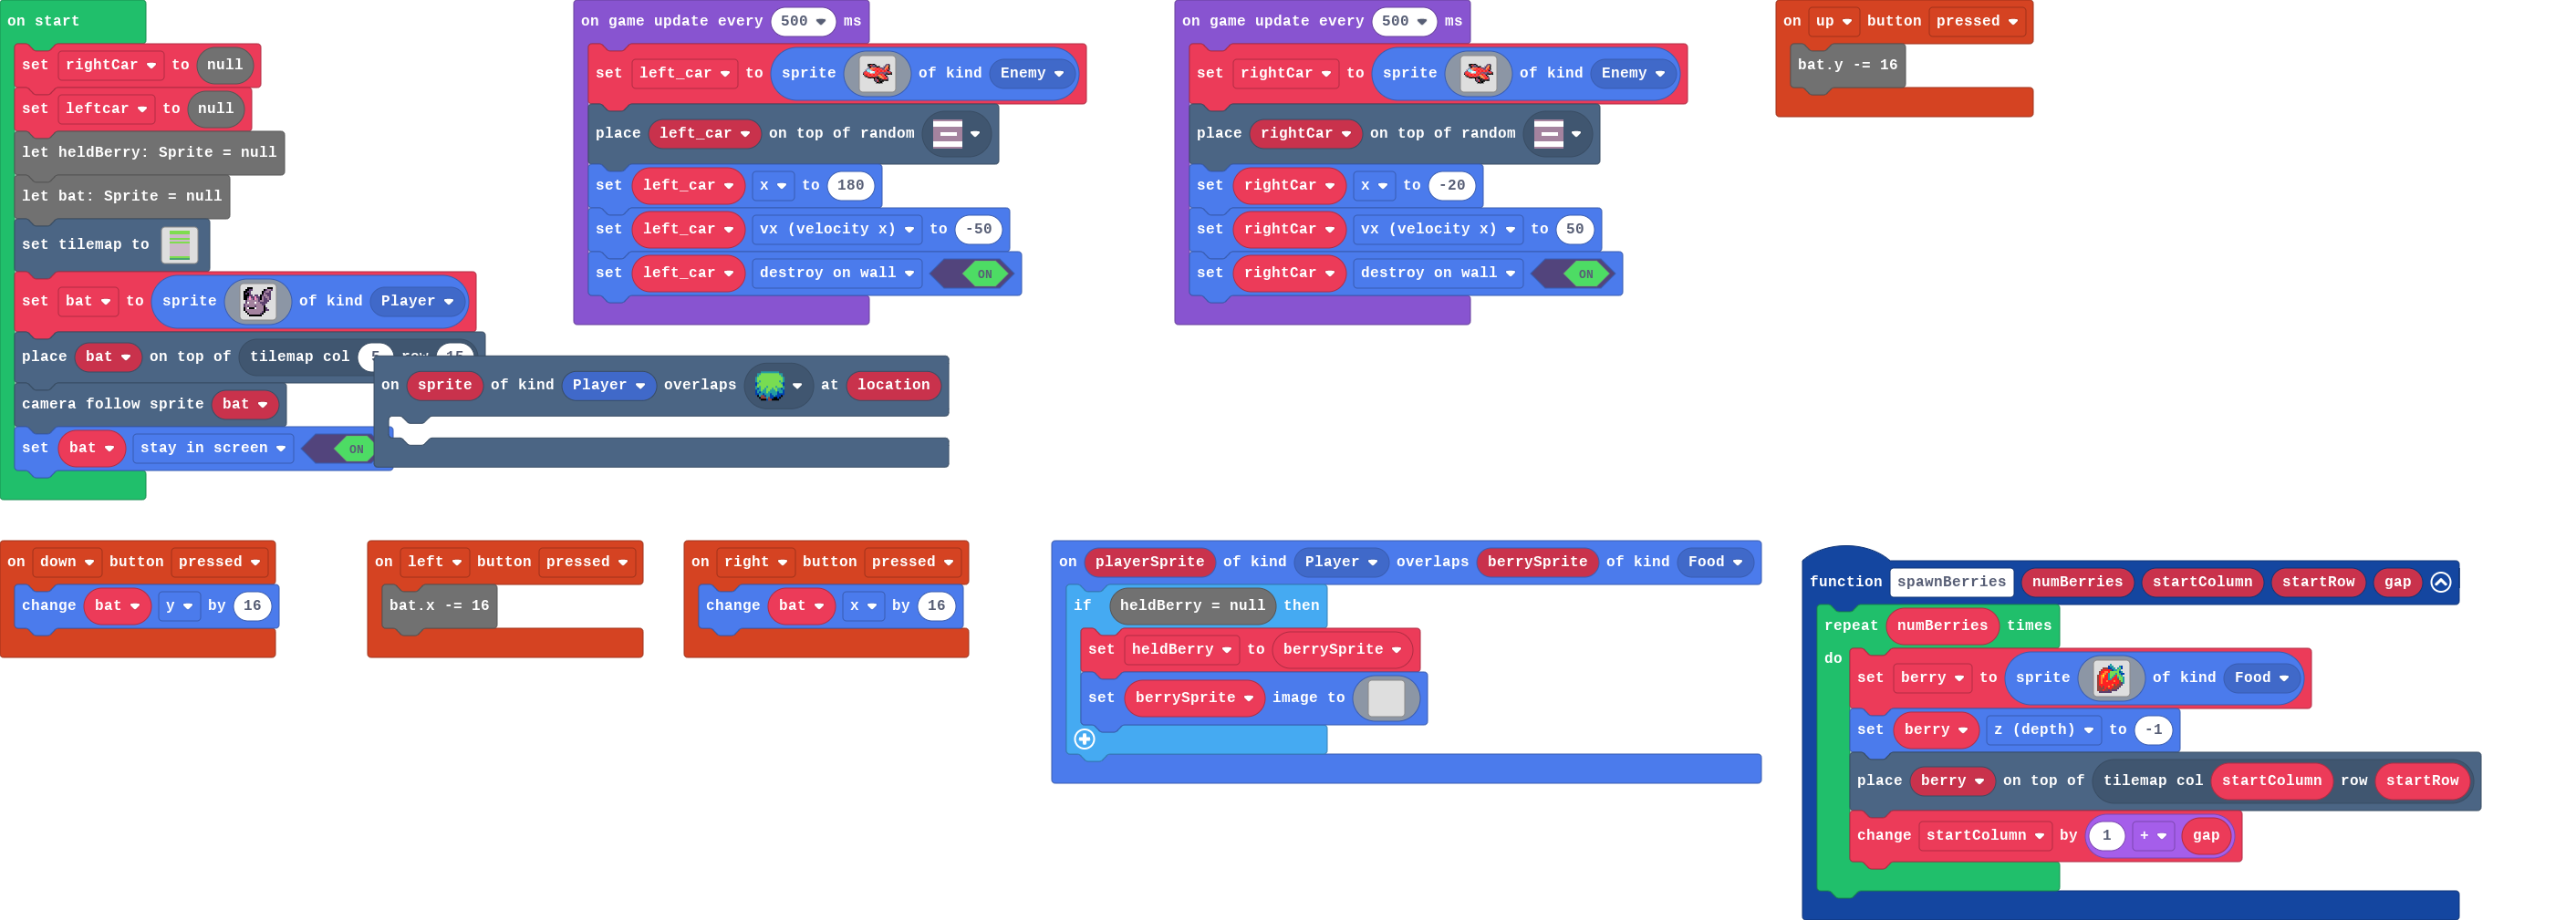 on start
set rightCar to null
set leftcar to null
let heldBerry: Sprite = null
let bat: Sprite = null
set tilemap to
set bat to sprite of kind Player
place bat on top of tilemap col
camera follow sprite bat
set bat stay in screen ON
on game update every 500 ms
set left_car to sprite of kind Enemy
place left_car on top of random
set left_car x to 180
set left_car vx (velocity x) to -50
set left_car destroy on wall ON
on game update every 500 ms
set rightCar to sprite of kind Enemy
place rightCar on top of random
set rightCar x to -20
set rightCar vx (velocity x) to 50
set rightCar destroy on wall ON
on up button pressed
bat.y -= 16
on sprite of kind Player overlaps at location
on down button pressed
change bat y by 16
on left button pressed
bat.x -= 16
on right button pressed
change bat x by 16
on playerSprite of kind Player overlaps berrySprite of kind Food
if heldBerry = null then
set heldBerry to berrySprite
set berrySprite image to
function spawnBerries numBerries startColumn startRow gap
repeat numBerries times
do
set berry to sprite of kind Food
set berry z (depth) to -1
place berry on top of tilemap col startColumn row startRow
change startColumn by 1 + gap